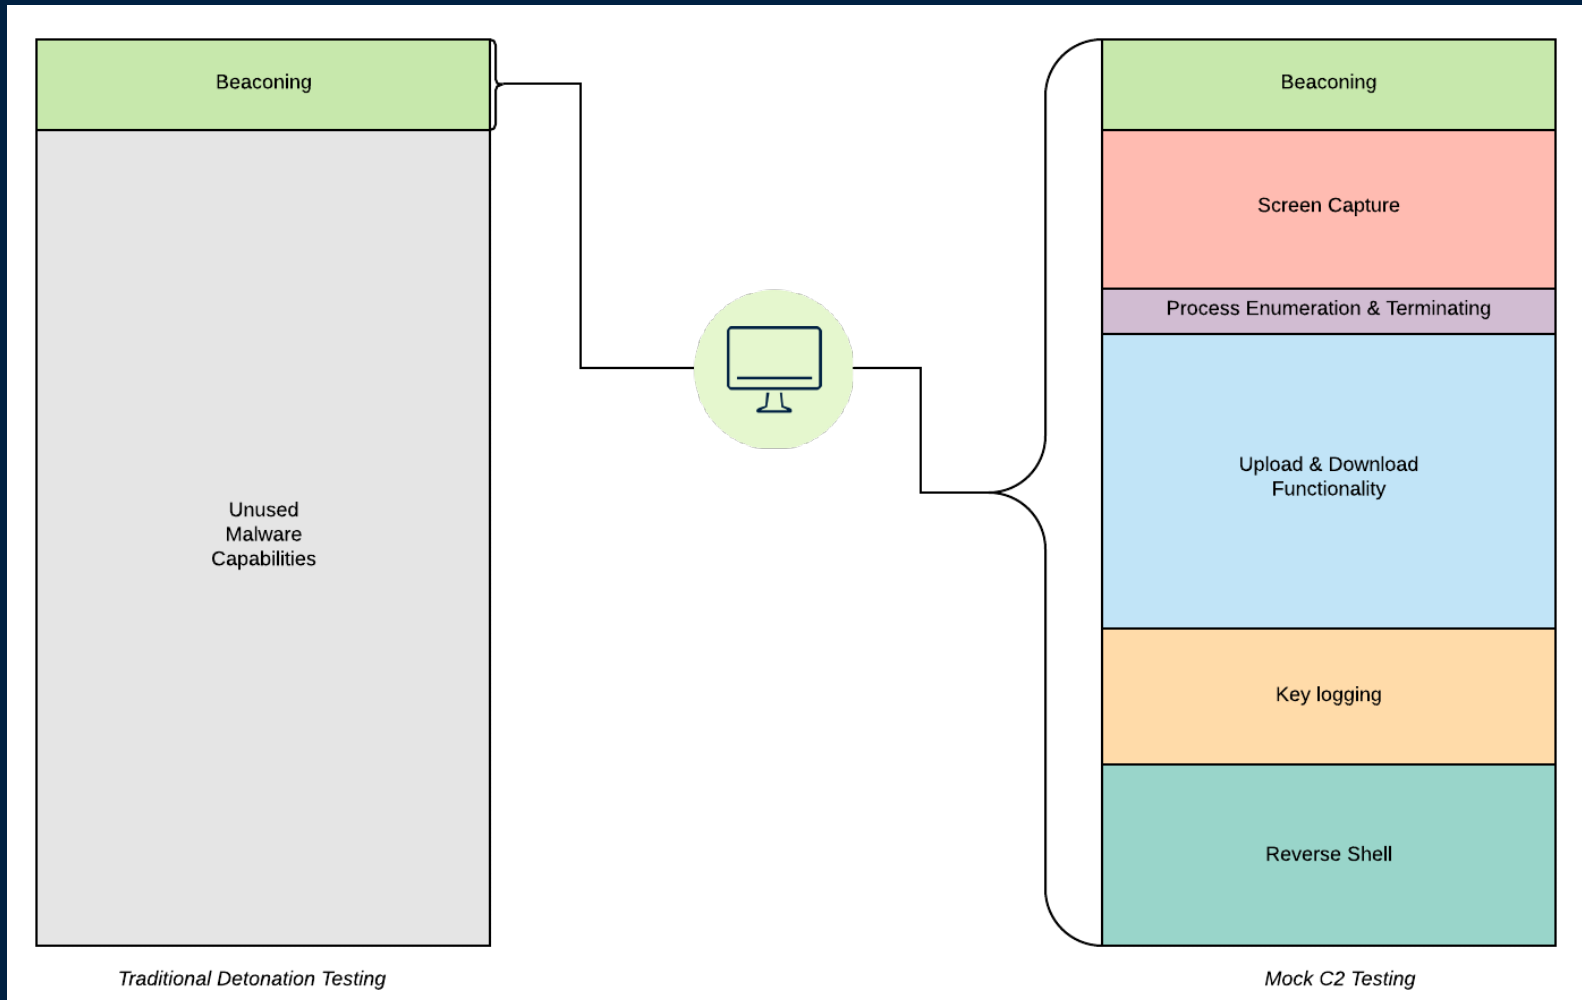 Beaconing
Unused
Malware
Capabilities
Traditional Detonation Testing
Beaconing
Screen Capture
Process Enumeration & Terminating
Upload & Download
Functionality
Key logging
Reverse Shell
Mock C2 Testing